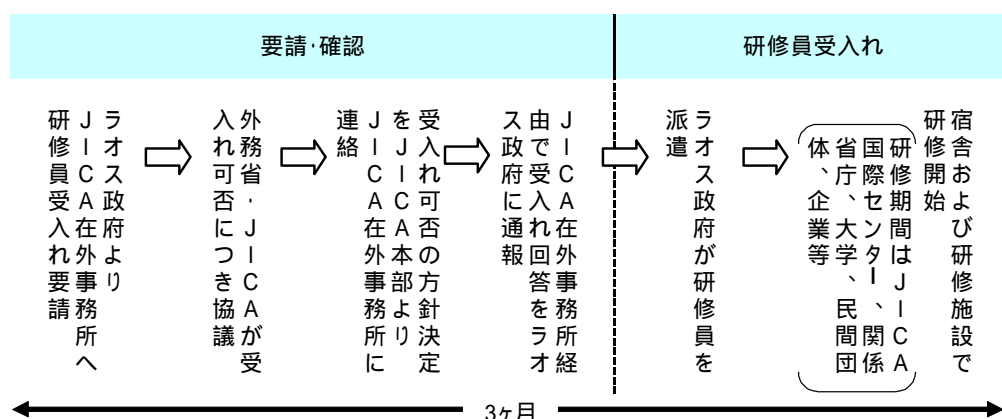 要請･確認
研修員受入れ
ラオス政府より
ＪＩＣＡ在外事務所へ
研修員受入れ要請
外務省・ＪＩＣＡが受
入れ可否につき協議
受入れ可否の方針決定
をＪＩＣＡ本部より
ＪＩＣＡ在外事務所に
連絡
ＪＩＣＡ在外事務所経
由で受入れ回答をラオ
ス政府に通報
ラオス政府が研修員を
派遣
宿舎および研修施設で
研修開始
研修期間はＪＩＣＡ
国際センター、関係
省庁、大学、民間団
体、企業等
3ヶ月